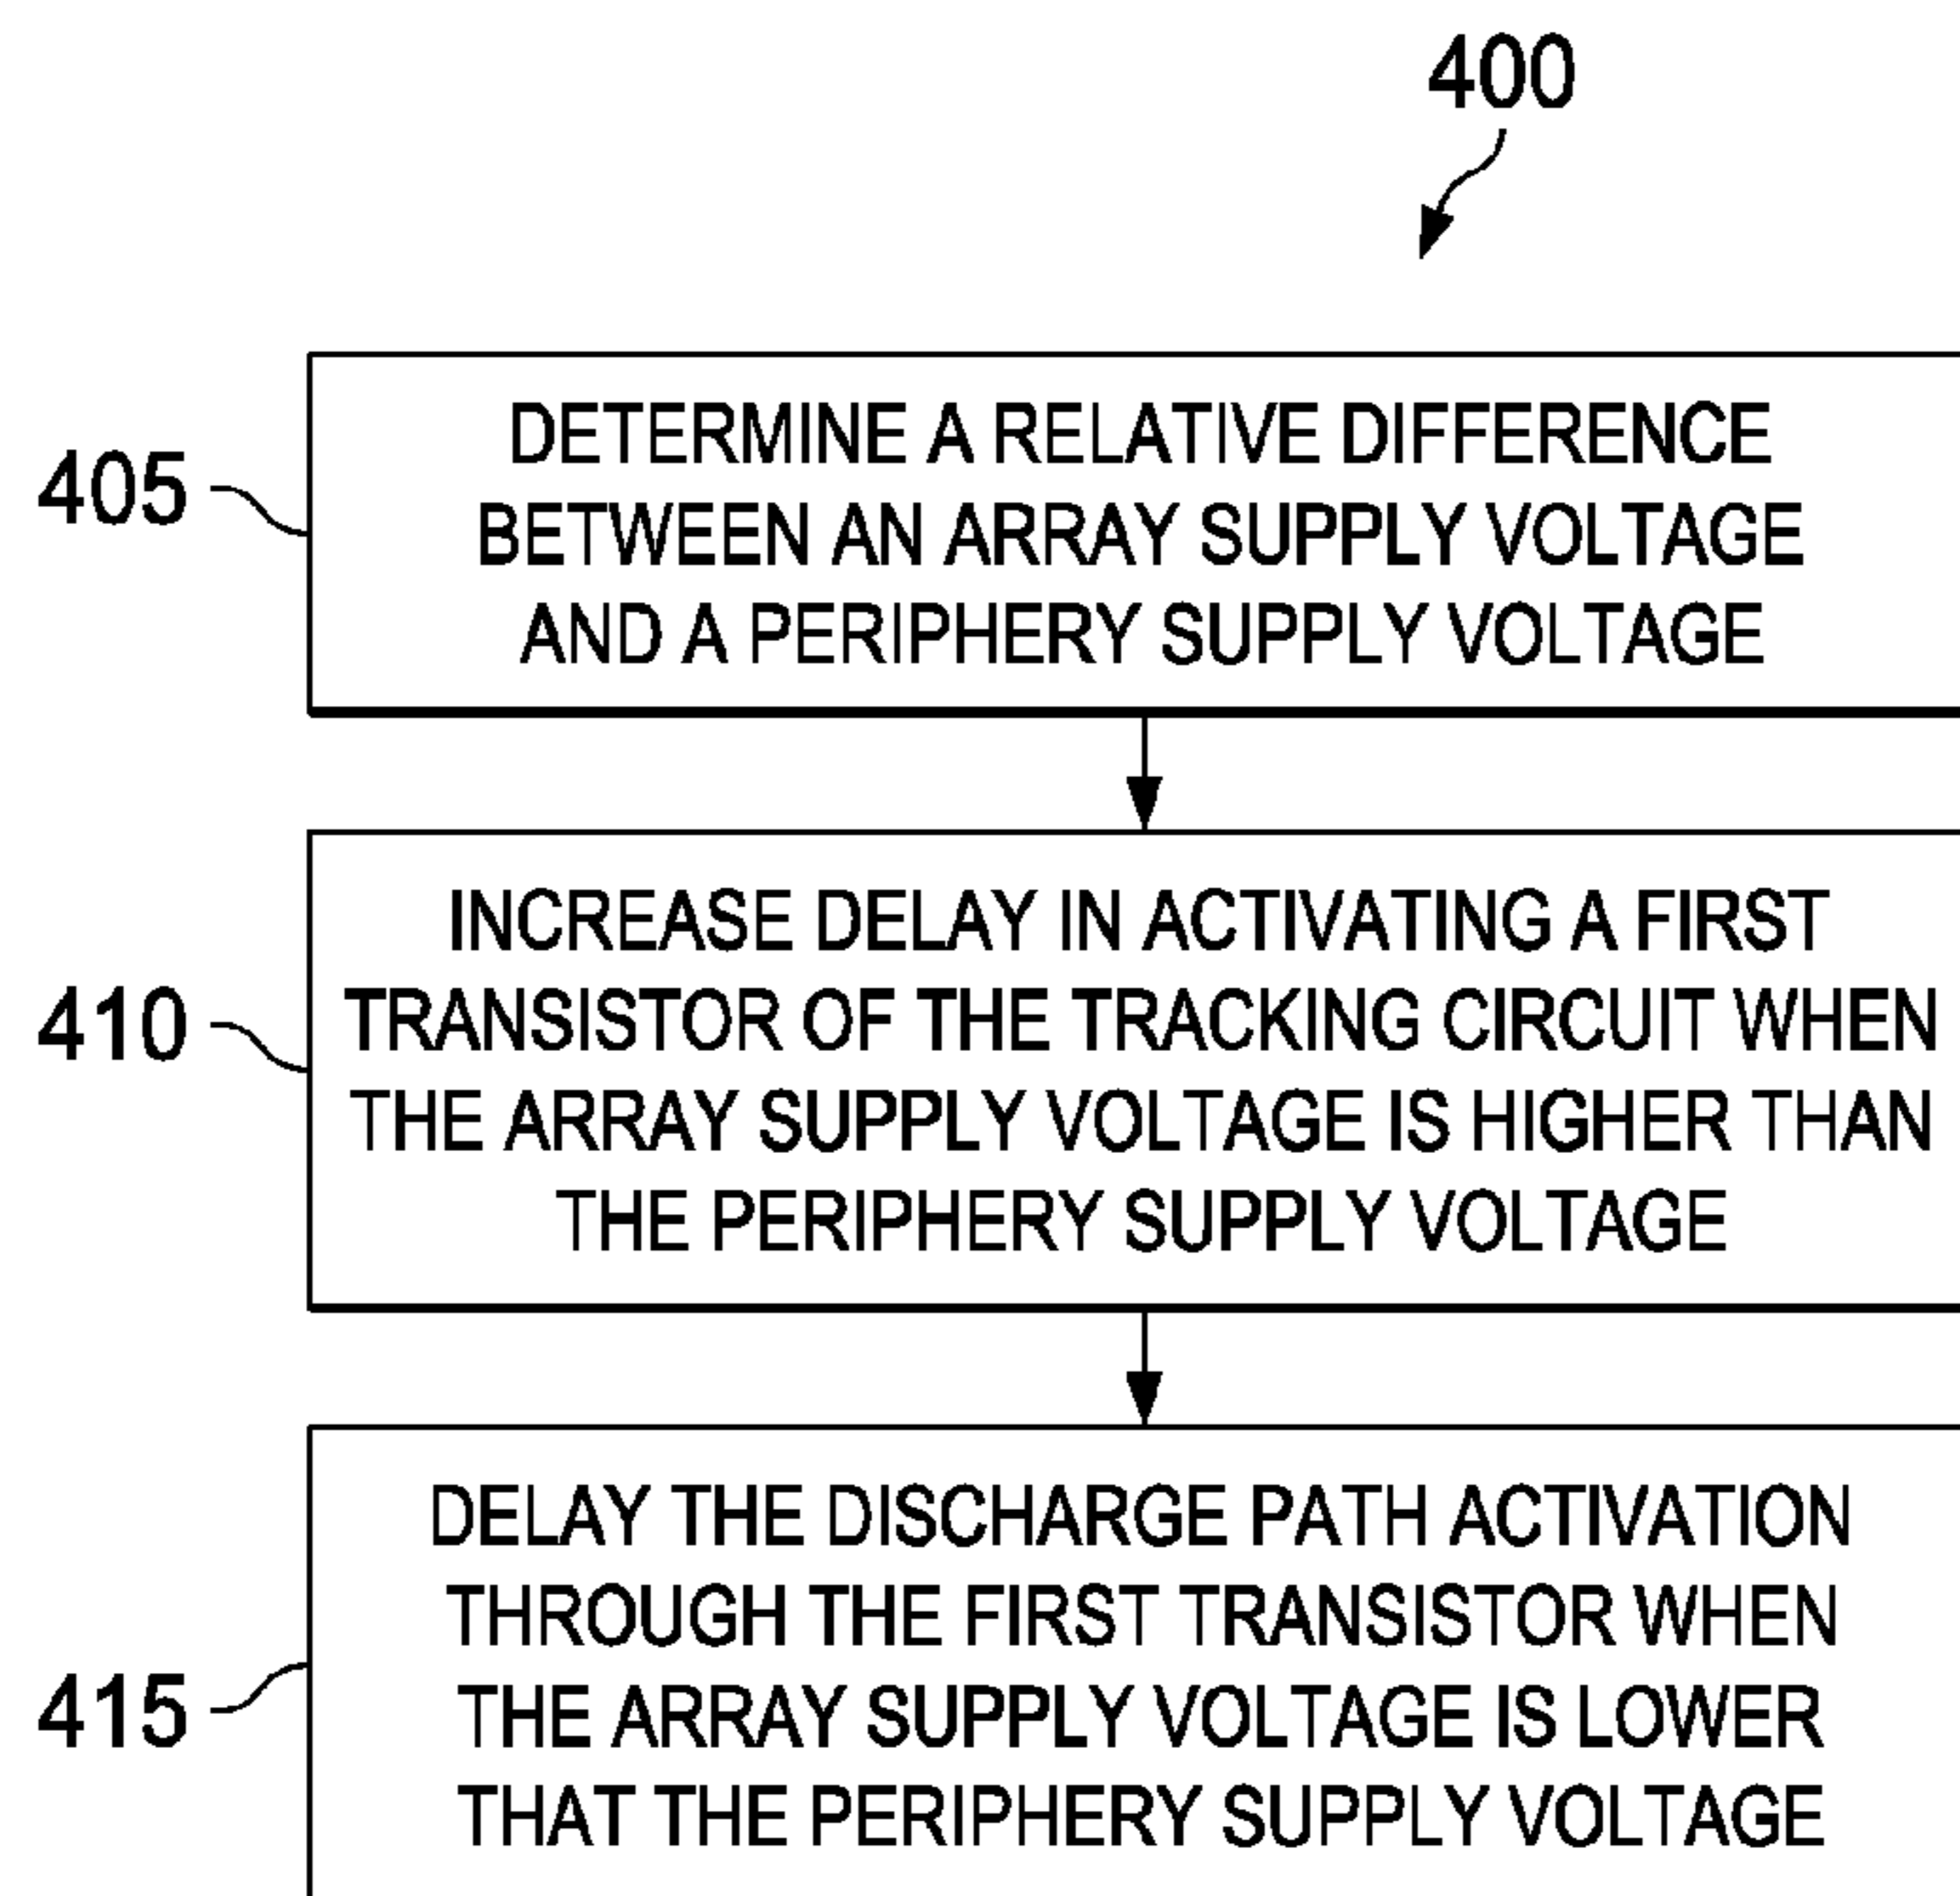 400
405
DETERMINE A RELATIVE DIFFERENCE
BETWEEN AN ARRAY SUPPLY VOLTAGE
AND A PERIPHERY SUPPLY VOLTAGE
410
INCREASE DELAY IN ACTIVATING A FIRST
TRANSISTOR OF THE TRACKING CIRCUIT WHEN
THE ARRAY SUPPLY VOLTAGE IS HIGHER THAN
THE PERIPHERY SUPPLY VOLTAGE
415
DELAY THE DISCHARGE PATH ACTIVATION
THROUGH THE FIRST TRANSISTOR WHEN
THE ARRAY SUPPLY VOLTAGE IS LOWER
THAT THE PERIPHERY SUPPLY VOLTAGE